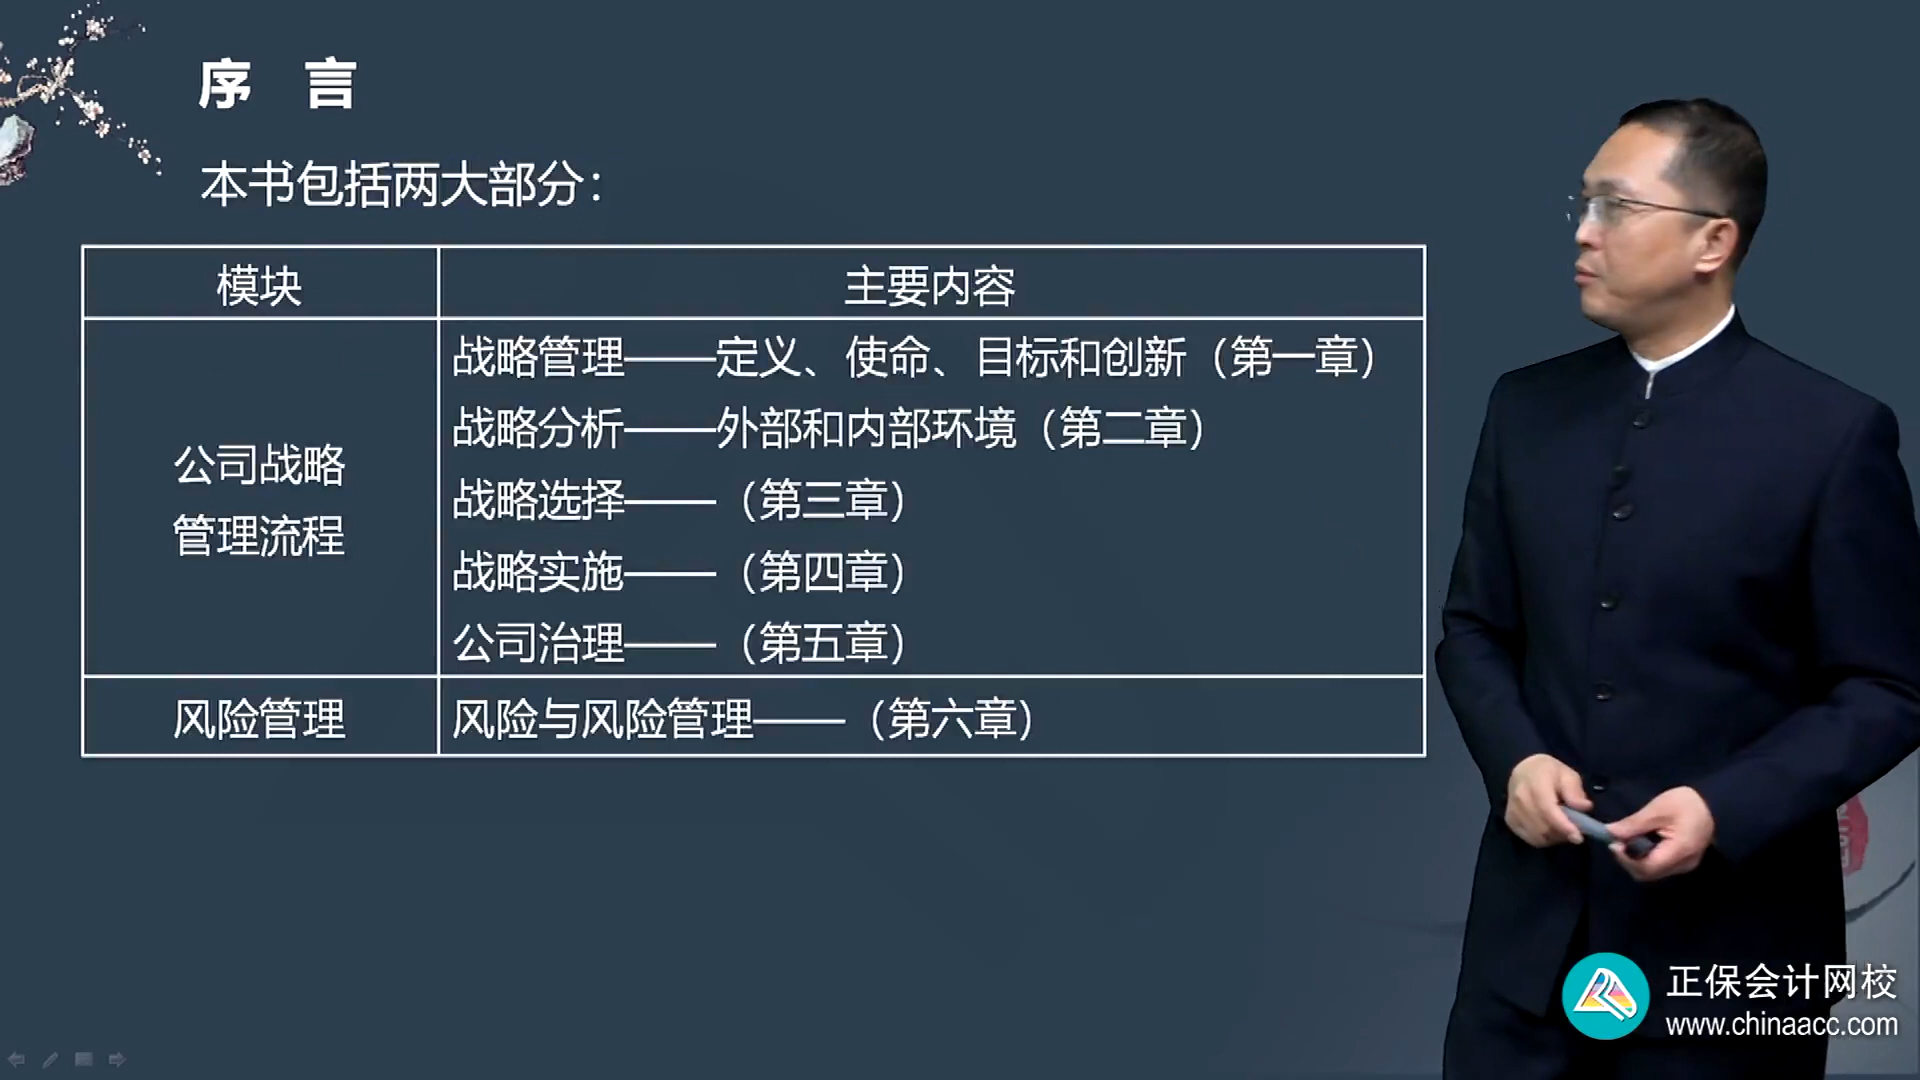 序 言
本书包括两大部分：
模块
主要内容
公司战略
管理流程
战略管理——定义、使命、目标和创新（第一章）
战略分析——外部和内部环境（第二章）
战略选择——（第三章）
战略实施——（第四章）
公司治理——（第五章）
风险管理
风险与风险管理——（第六章）
正保会计网校
www.chinaacc.com